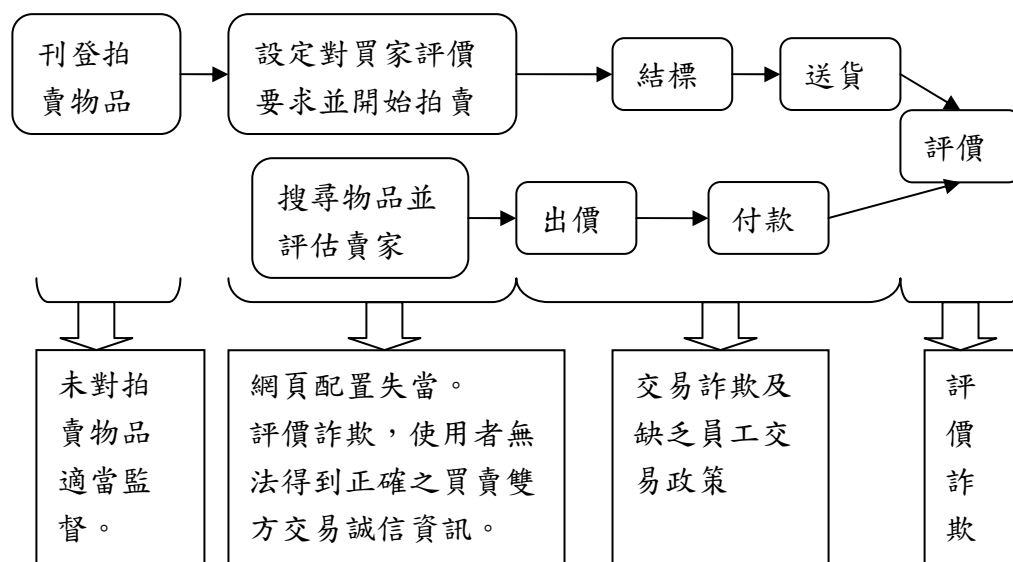 刊登拍
賣物品
設定對買家評價
要求並開始拍賣
結標
送貨
評價
搜尋物品並
評估賣家
出價
付款
未對拍
賣物品
適當監
督。
網頁配置失當。
評價詐欺，使用者無
法得到正確之買賣雙
方交易誠信資訊。
交易詐欺及
缺乏員工交
易政策
評
價
詐
欺